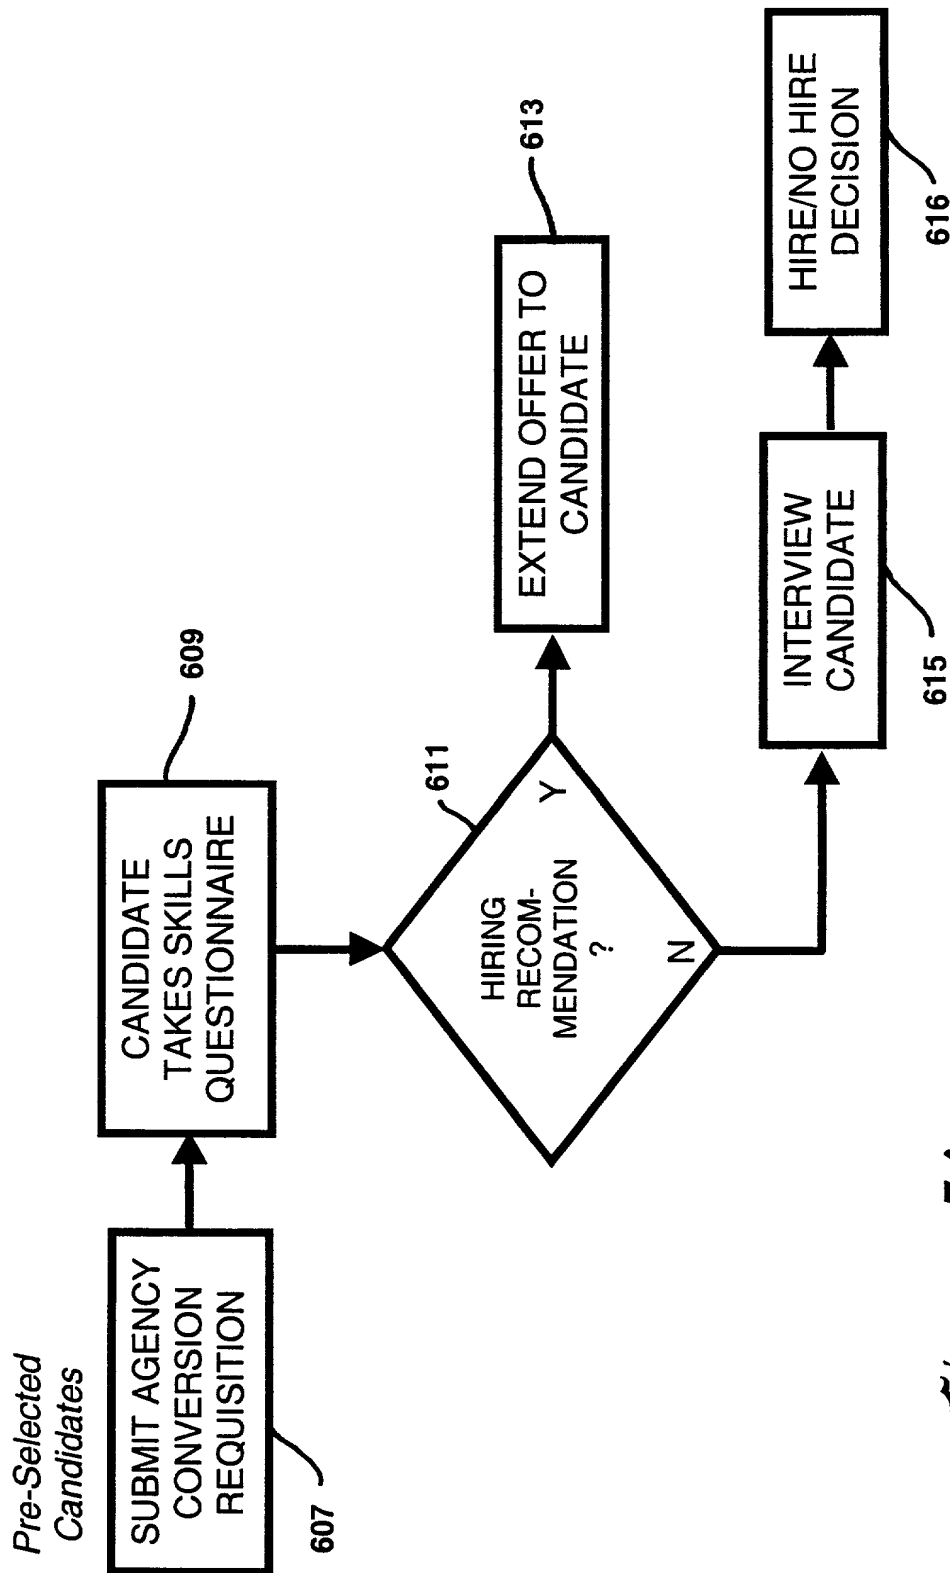 Pre-Selected
Candidates
SUBMIT AGENCY
CONVERSION
REQUISITION
607
CANDIDATE
TAKES SKILLS
QUESTIONNAIRE
609
HIRING
RECOM-
MENDATION
?
Y
N
611
EXTEND OFFER TO
CANDIDATE
613
INTERVIEW
CANDIDATE
615
HIRE/NO HIRE
DECISION
616